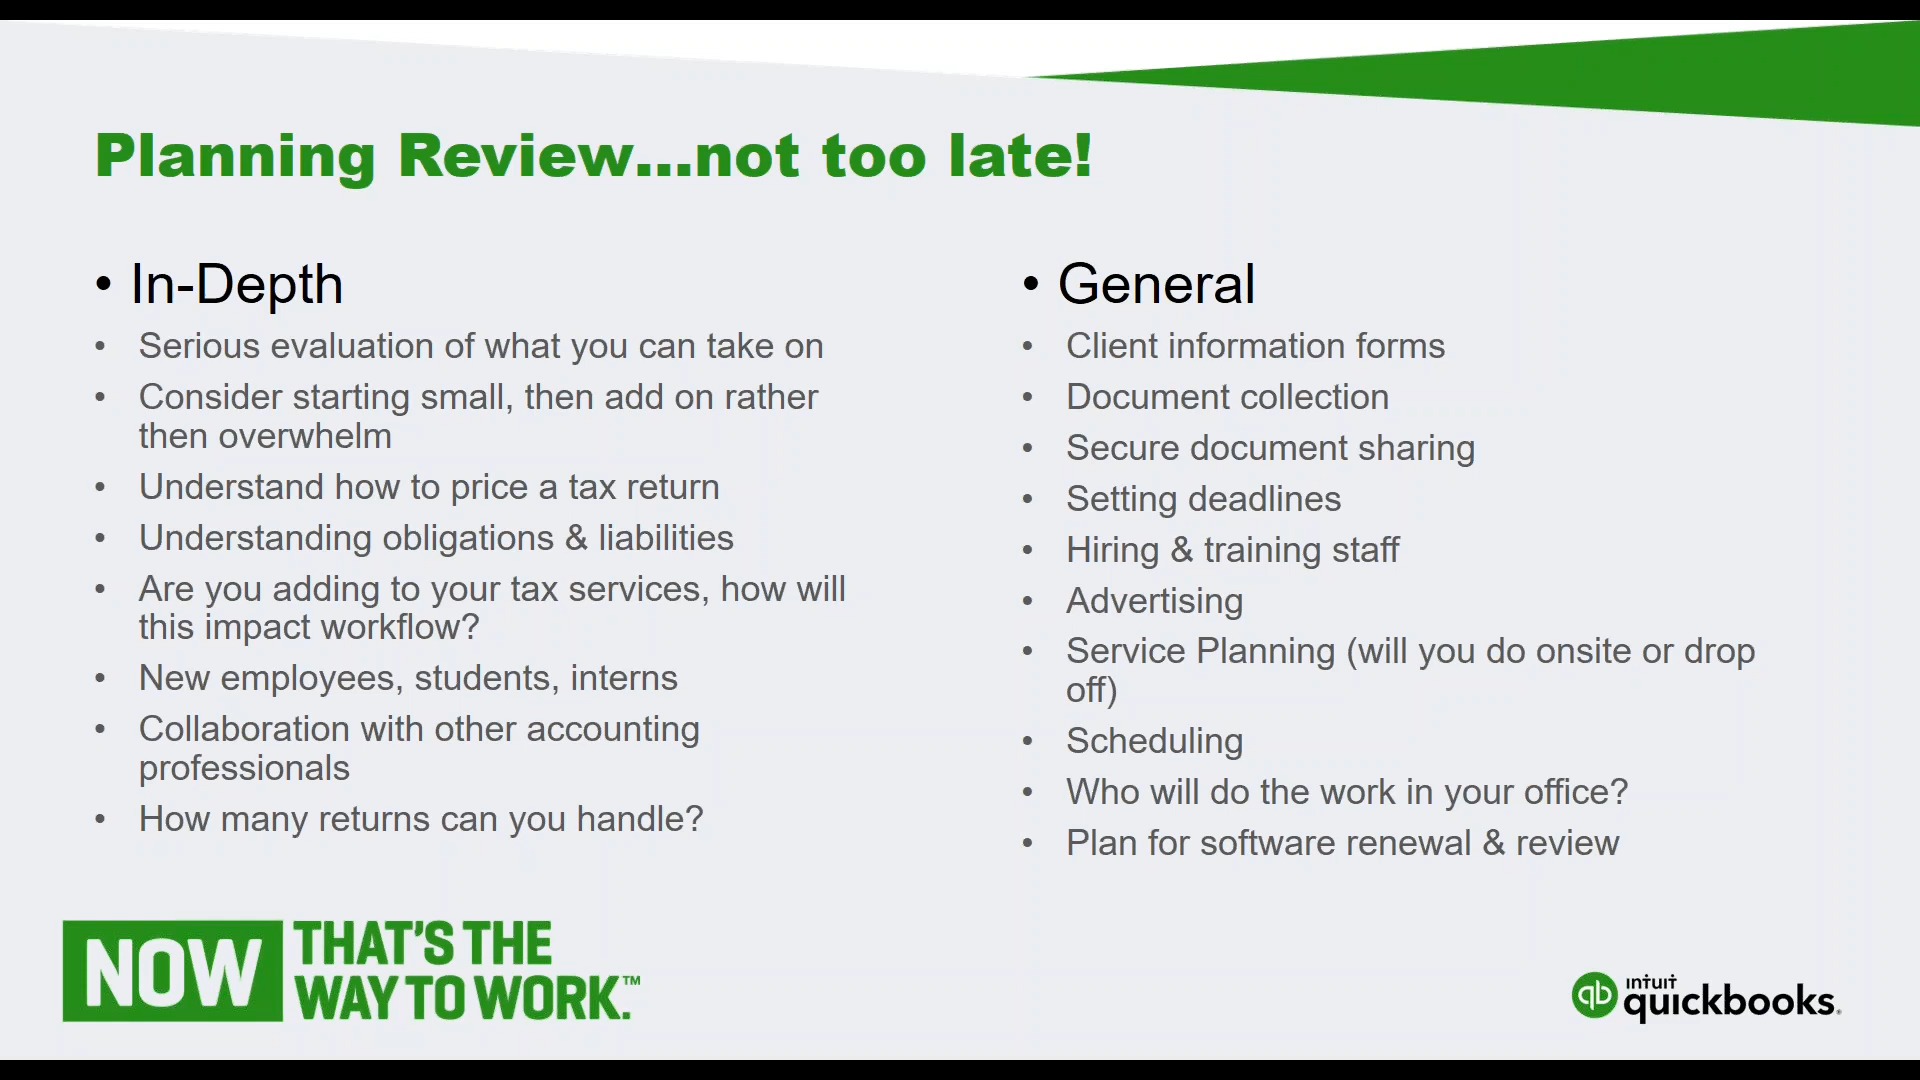 Planning Review...not too late!
• In-Depth
• Serious evaluation of what you can take on
• Consider starting small, then add on rather
then overwhelm
• Understand how to price a tax return
• Understanding obligations & liabilities
• Are you adding to your tax services, how will
this impact workflow?
• New employees, students, interns
• Collaboration with other accounting
professionals
• How many returns can you handle?
• General
• Client information forms
• Document collection
• Secure document sharing
• Setting deadlines
• Hiring & training staff
• Advertising
• Service Planning (will you do onsite or drop
off)
• Scheduling
• Who will do the work in your office?
• Plan for software renewal & review
NOW THAT'S THE
WAY TO WORK.™
qb intuit
quickbooks.